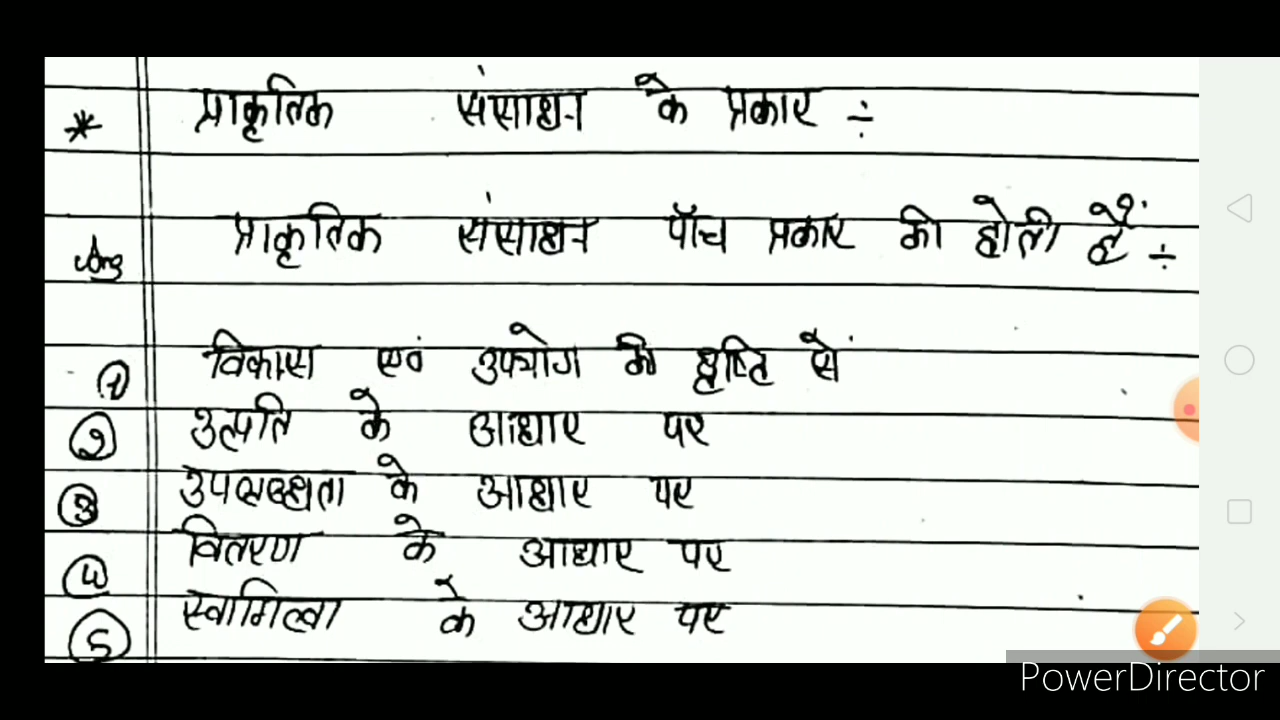 * प्राकृतिक संसाधन के प्रकार ÷
Ans प्राकृतिक संसाधन पाँच प्रकार की होती हैं ÷
① विकास एवं उपयोग की दृष्टि से
② उत्पति के आधार पर
③ उपलब्धता के आधार पर
④ वितरण के आधार पर
⑤ स्वामित्वा के आधार पर
PowerDirector